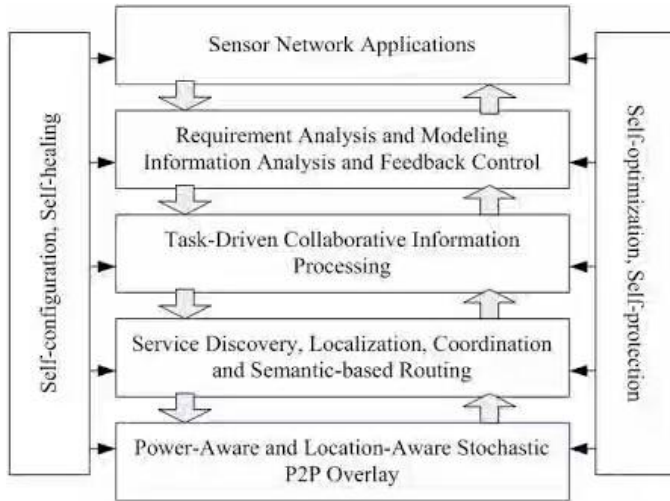 Sensor Network Applications
Requirement Analysis and Modeling
Information Analysis and Feedback Control
Task-Driven Collaborative Information
Processing
Service Discovery, Localization, Coordination
and Semantic-based Routing
Power-Aware and Location-Aware Stochastic
P2P Overlay
Self-configuration, Self-healing
Self-optimization, Self-protection